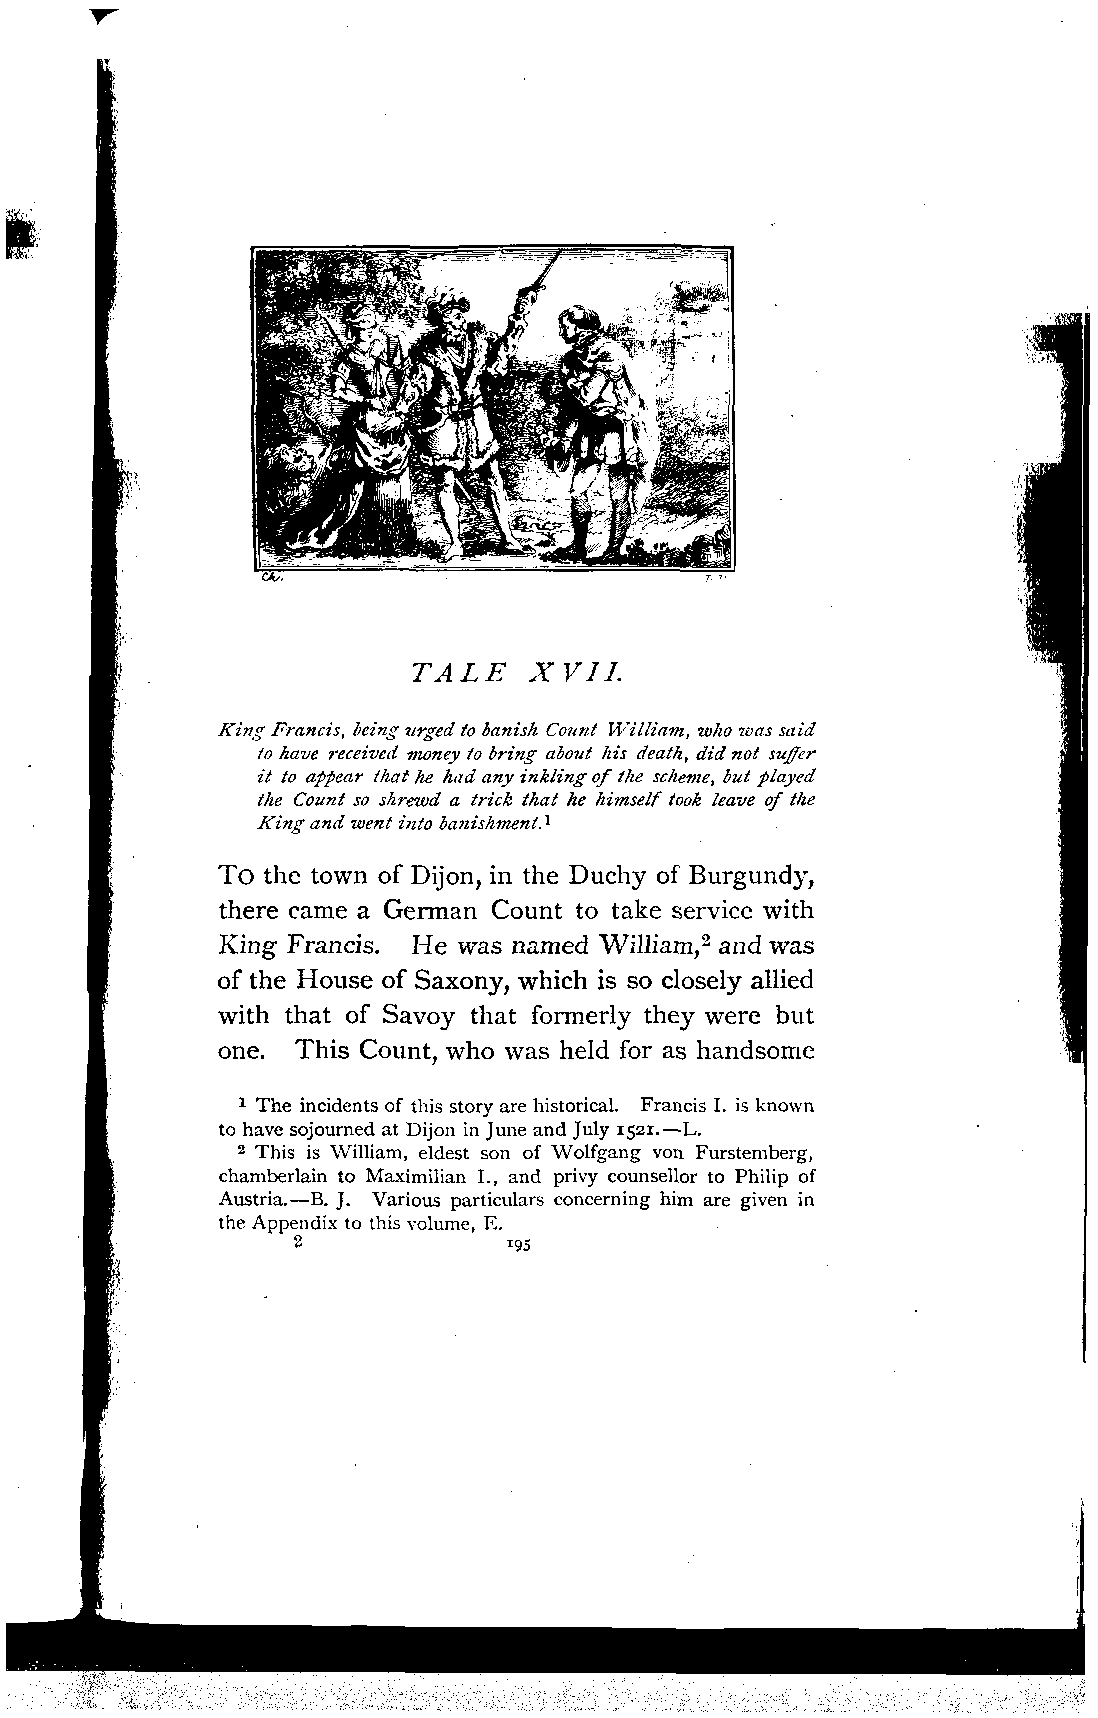 Ch.
TALE XVII.
King Francis, being urged to banish Count William, who was said
to have received money to bring about his death, did not suffer
it to appear that he had any inkling of the scheme, but played
the Count so shrewd a trick that he himself took leave of the
King and went into banishment.¹
To the town of Dijon, in the Duchy of Burgundy,
there came a German Count to take service with
King Francis. He was named William,² and was
of the House of Saxony, which is so closely allied
with that of Savoy that formerly they were but
one. This Count, who was held for as handsome
¹ The incidents of this story are historical. Francis I. is known
to have sojourned at Dijon in June and July 1521.—L.
² This is William, eldest son of Wolfgang von Furstemberg,
chamberlain to Maximilian I., and privy counsellor to Philip of
Austria.—B. J. Various particulars concerning him are given in
the Appendix to this volume, E.
2 195